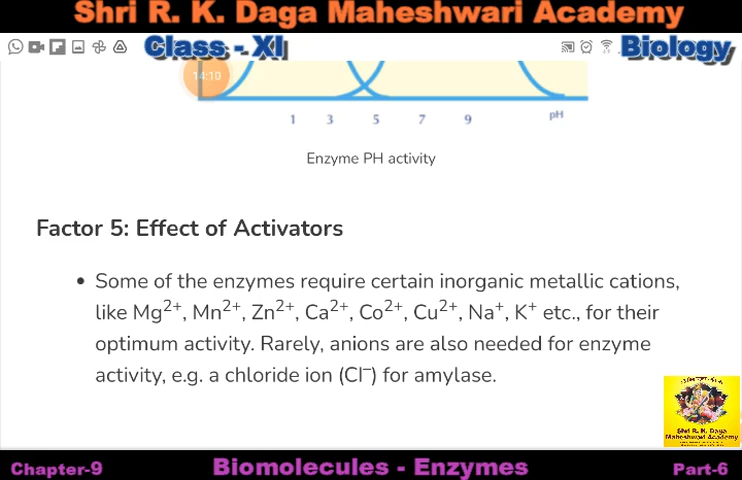 Shri R. K. Daga Maheshwari Academy
Class - XI
Biology
14:10
1 3 5 7 9 pH
Enzyme PH activity
Factor 5: Effect of Activators
• Some of the enzymes require certain inorganic metallic cations,
like Mg²⁺, Mn²⁺, Zn²⁺, Ca²⁺, Co²⁺, Cu²⁺, Na⁺, K⁺ etc., for their
optimum activity. Rarely, anions are also needed for enzyme
activity, e.g. a chloride ion (Cl⁻) for amylase.
Shri R. K. Daga
Maheshwari Academy
Chapter-9
Biomolecules - Enzymes
Part-6